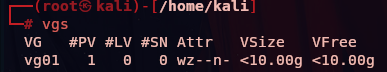 ┌──(root㉿kali)-[/home/kali]
└─# vgs
VG #PV #LV #SN Attr VSize VFree
vg01 1 0 0 wz--n- <10.00g <10.00g